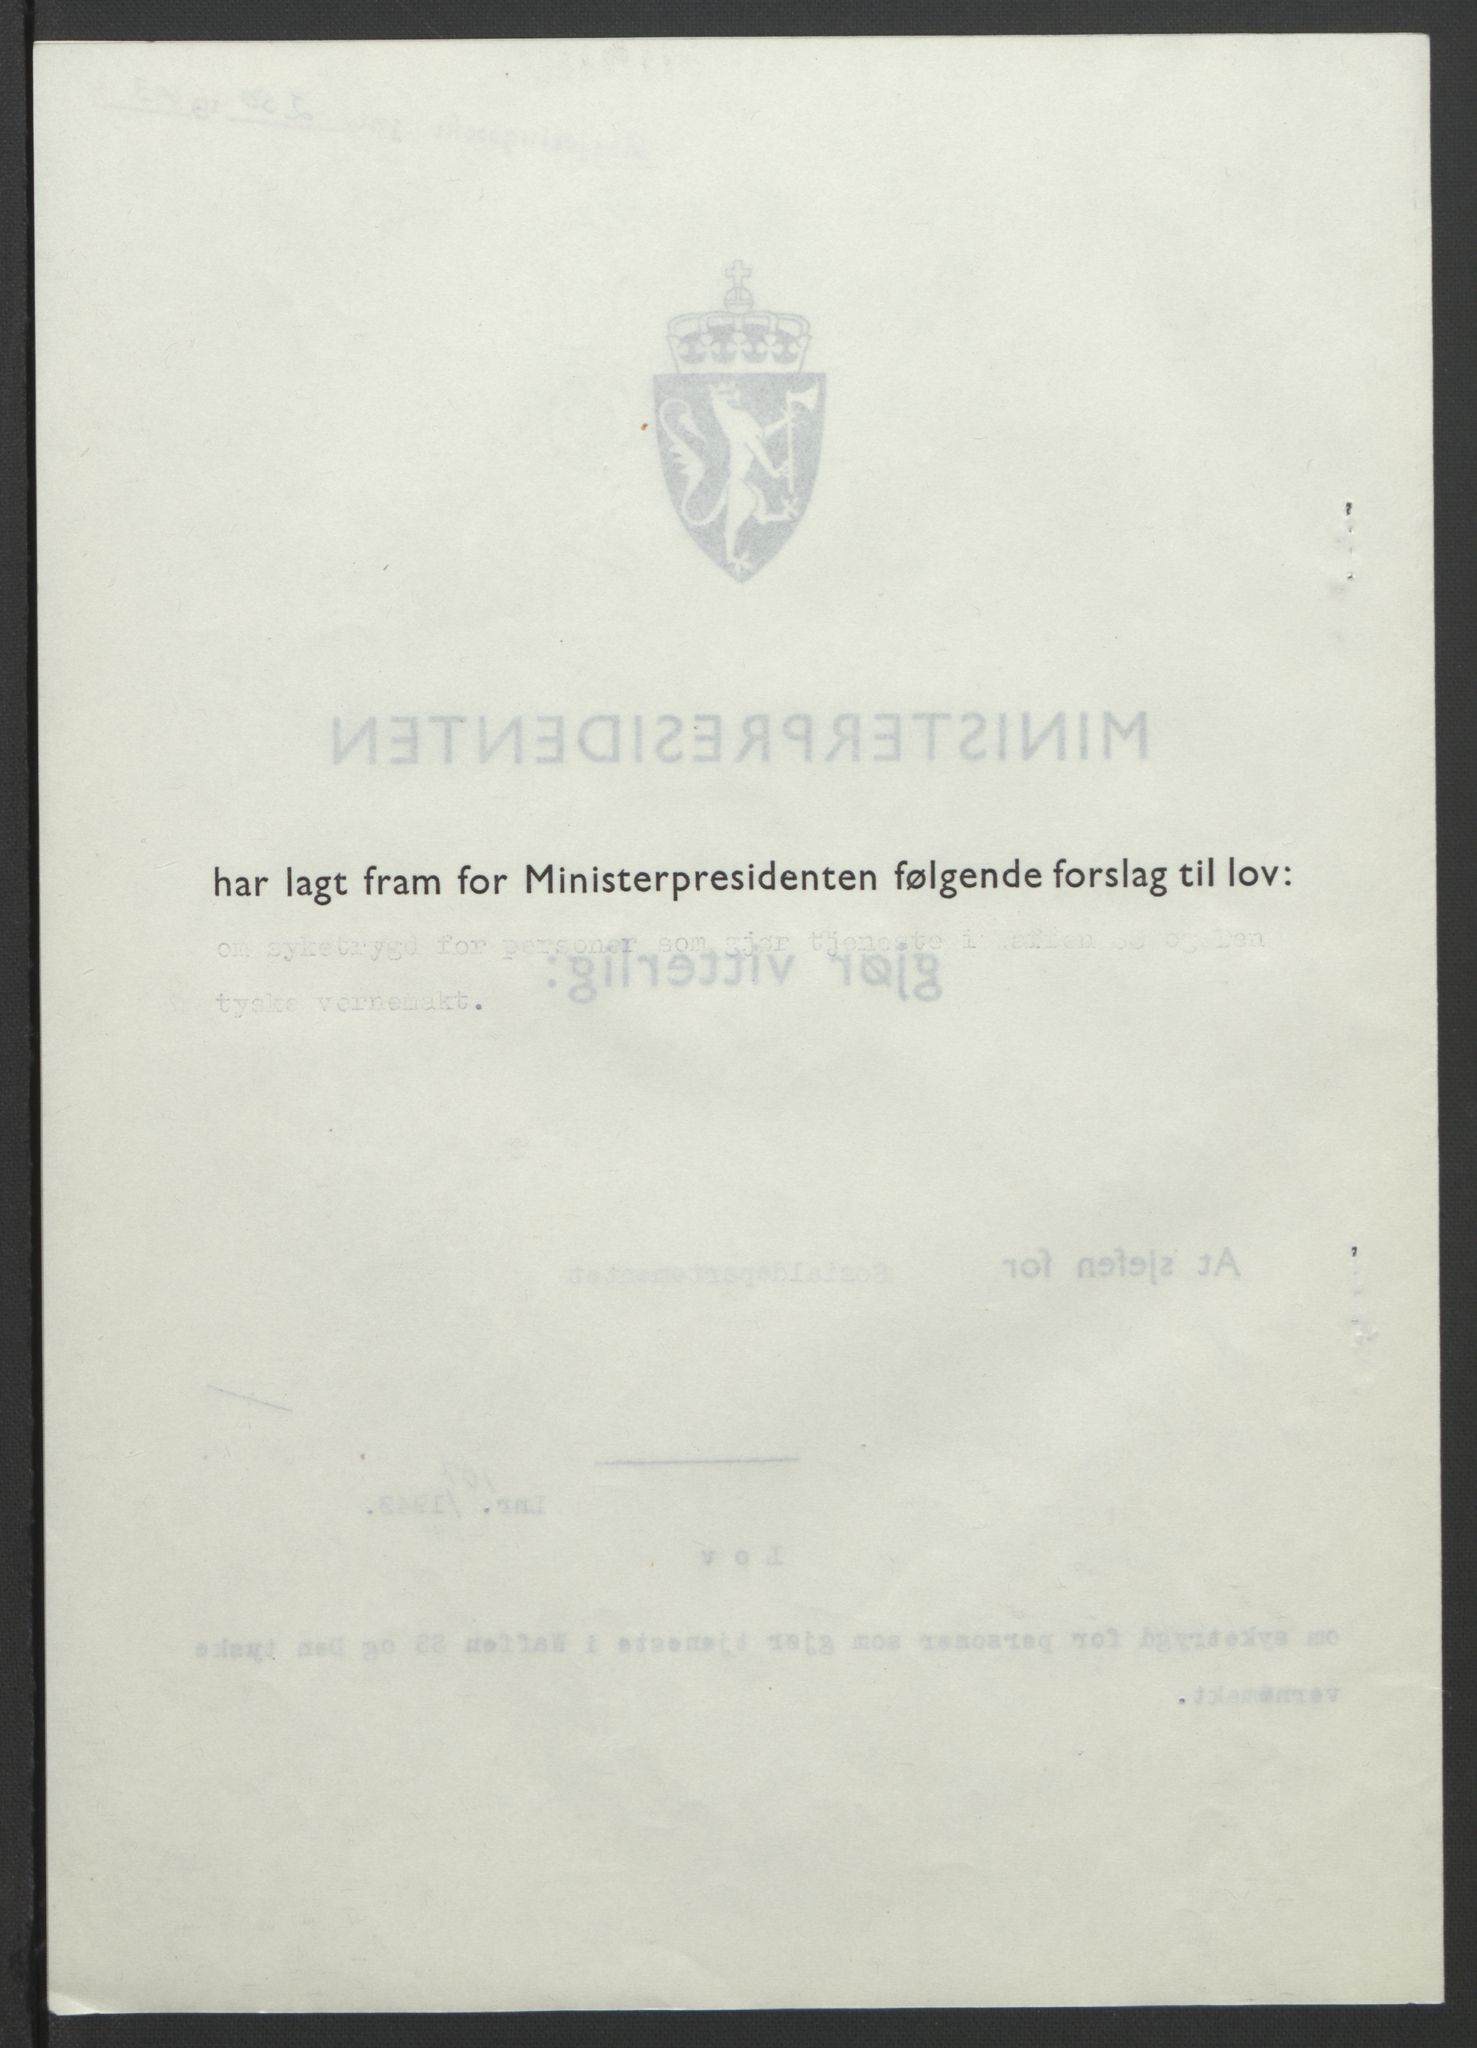 har lagt fram for Ministerpresidenten følgende forslag til lov:
om syketrygd for personer som gjør tjeneste i Waffen SS og Den
tyske vernemakt.
MINISTERPRESIDENTEN
gjør vitterlig:
At sjefen for Sosialdepartementet
Lnr. /1943.
Lov
om syketrygd for personer som gjør tjeneste i Waffen SS og Den tyske
vernemakt.